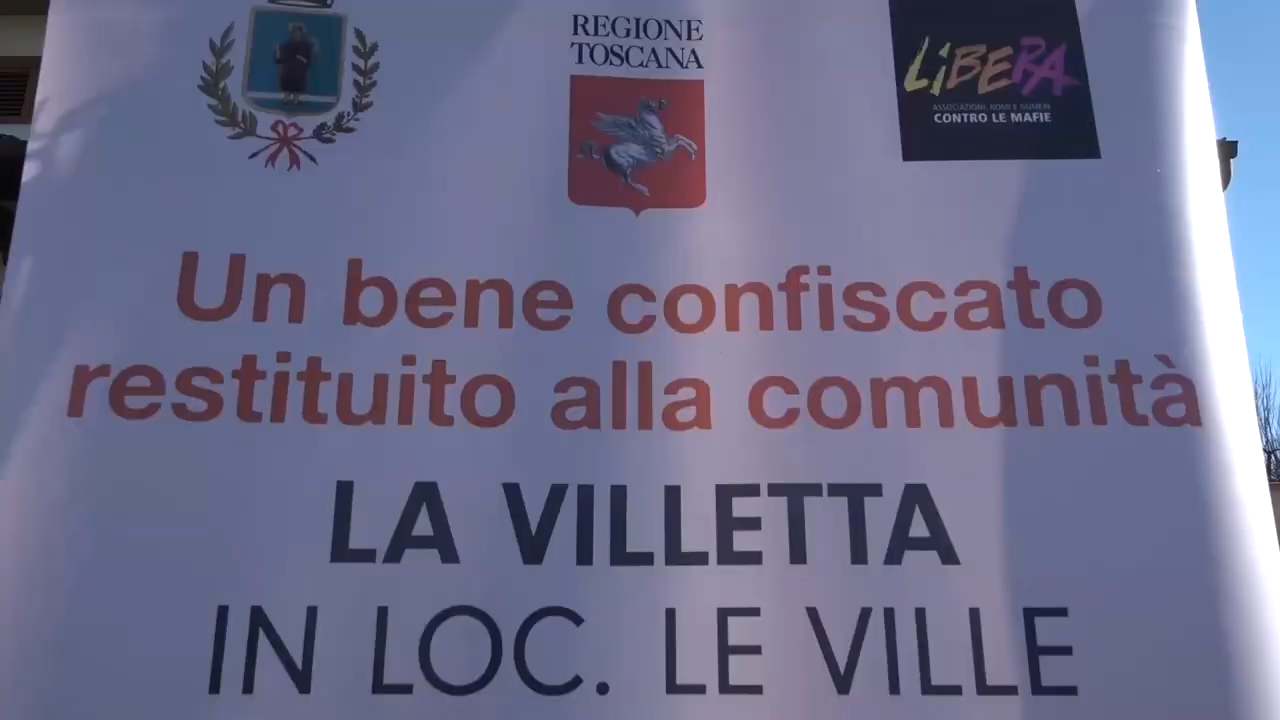 REGIONE
TOSCANA
LiBERA
ASSOCIAZIONI, NOMI E NUMERI
CONTRO LE MAFIE
Un bene confiscato
restituito alla comunità
LA VILLETTA
IN LOC. LE VILLE